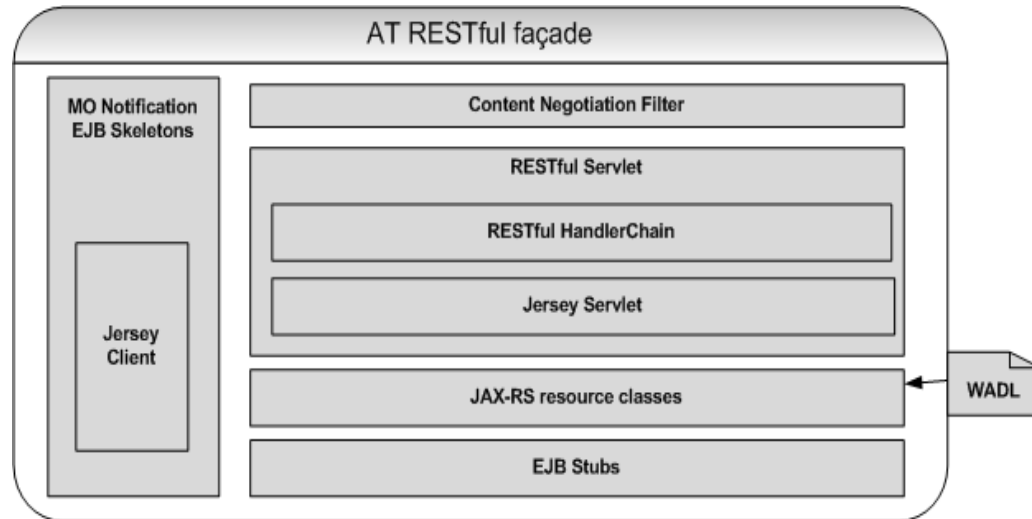 AT RESTful façade
MO Notification
EJB Skeletons
Jersey
Client
Content Negotiation Filter
RESTful Servlet
RESTful HandlerChain
Jersey Servlet
JAX-RS resource classes
EJB Stubs
WADL